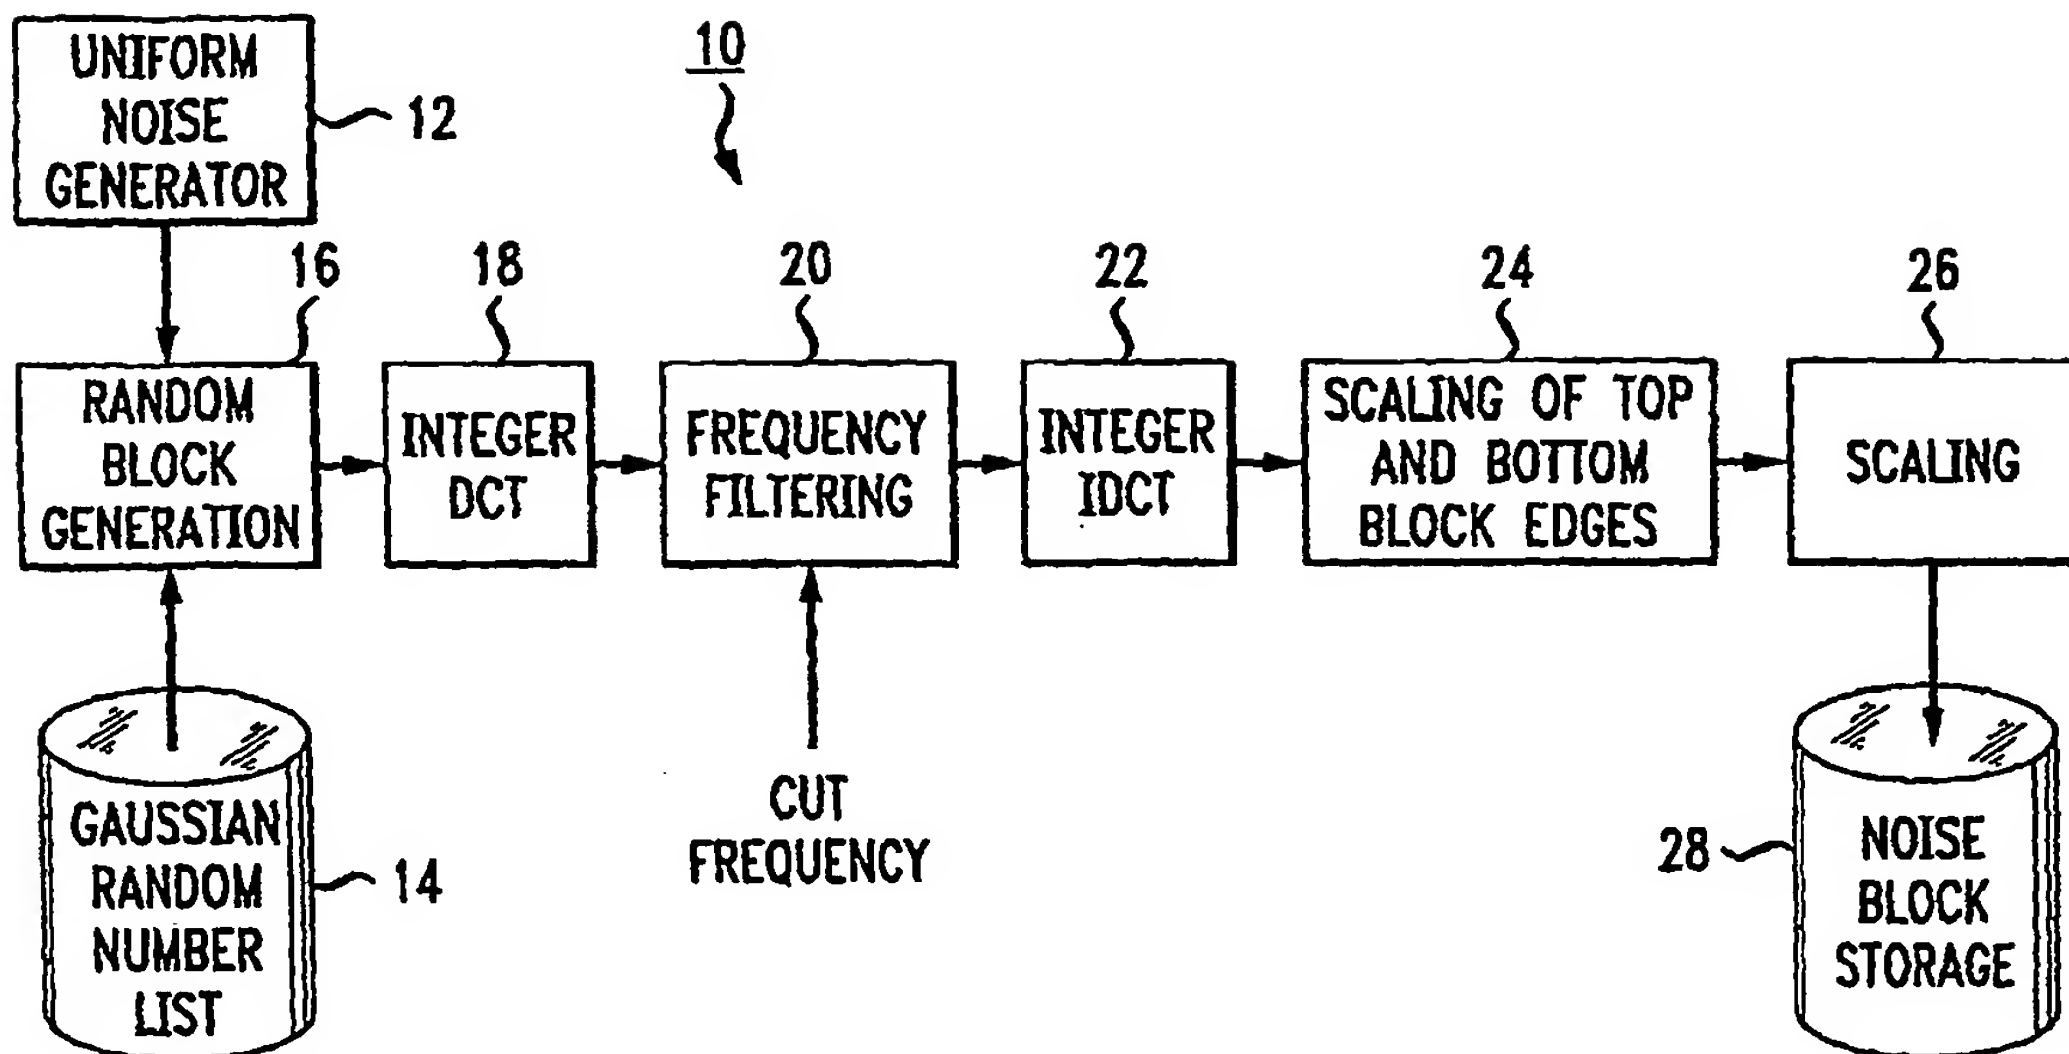 UNIFORM
NOISE
GENERATOR
12
10
16
18
20
22
24
26
RANDOM
BLOCK
GENERATION
INTEGER
DCT
FREQUENCY
FILTERING
INTEGER
IDCT
SCALING OF TOP
AND BOTTOM
BLOCK EDGES
SCALING
CUT
FREQUENCY
GAUSSIAN
RANDOM
NUMBER
LIST
14
28
NOISE
BLOCK
STORAGE